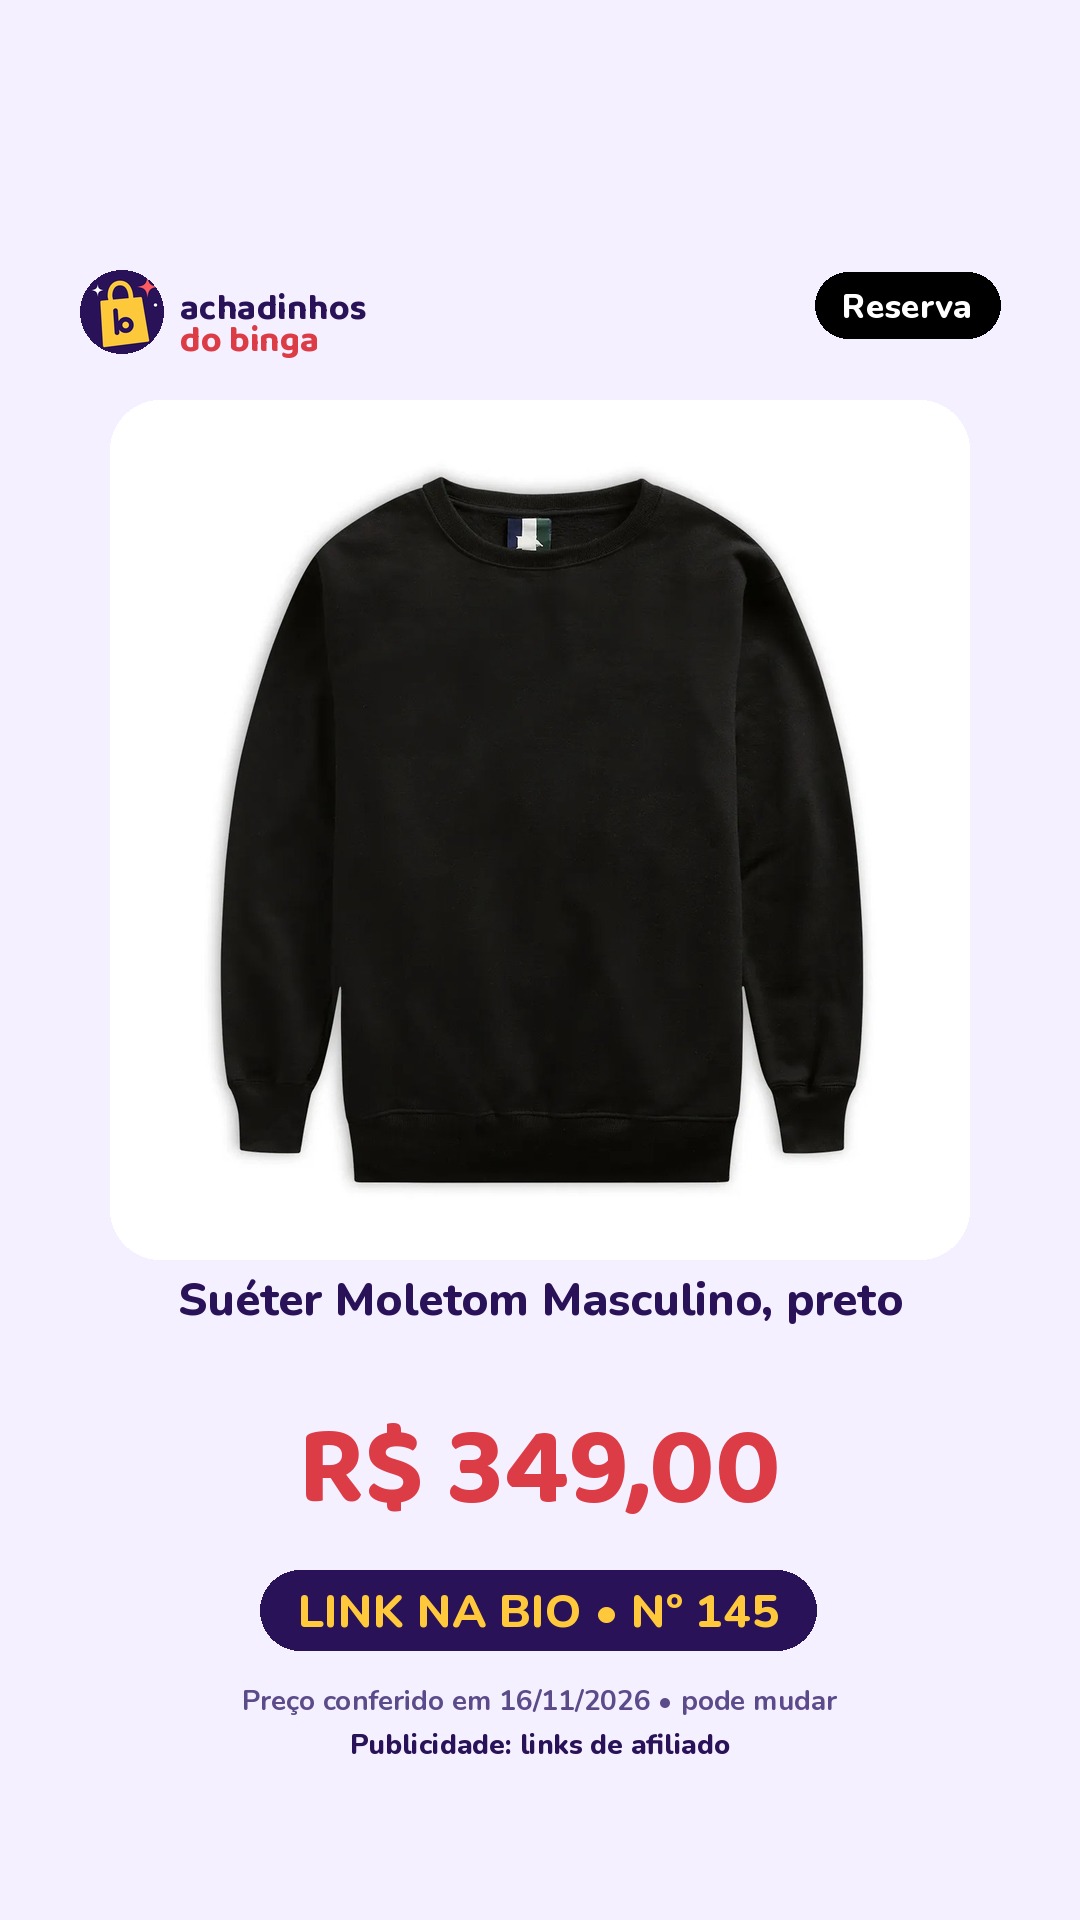 achadinhos
do binga
Reserva
Suéter Moletom Masculino, preto
R$ 349,00
LINK NA BIO • Nº 145
Preço conferido em 16/11/2026 • pode mudar
Publicidade: links de afiliado